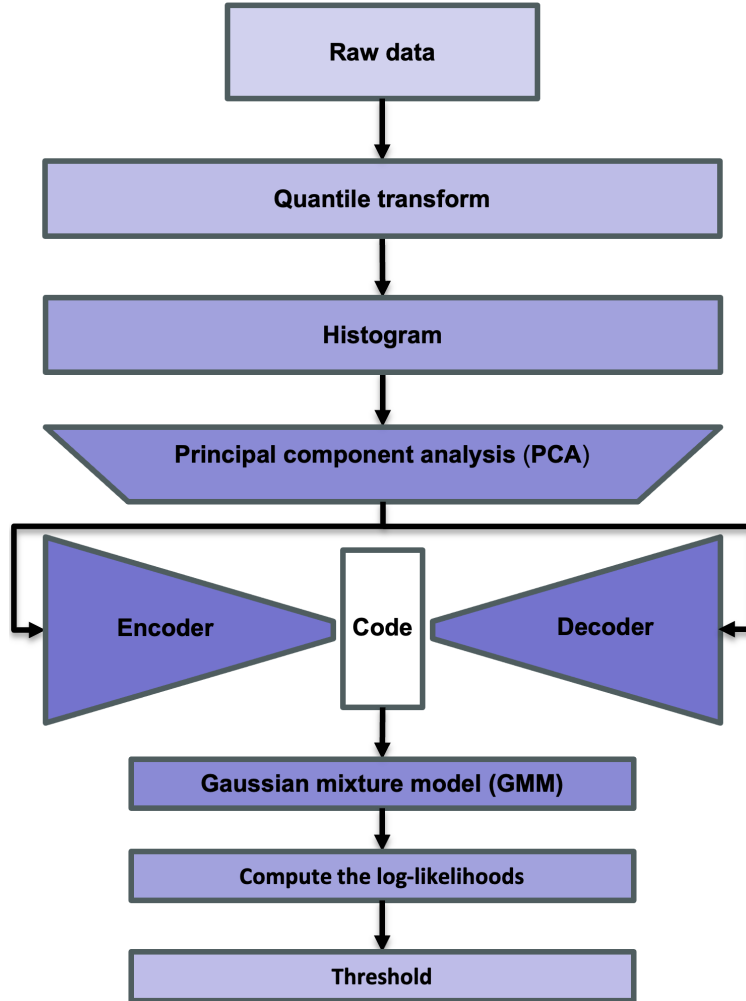 Raw data
Quantile transform
Histogram
Principal component analysis (PCA)
Encoder
Code
Decoder
Gaussian mixture model (GMM)
Compute the log-likelihoods
Threshold